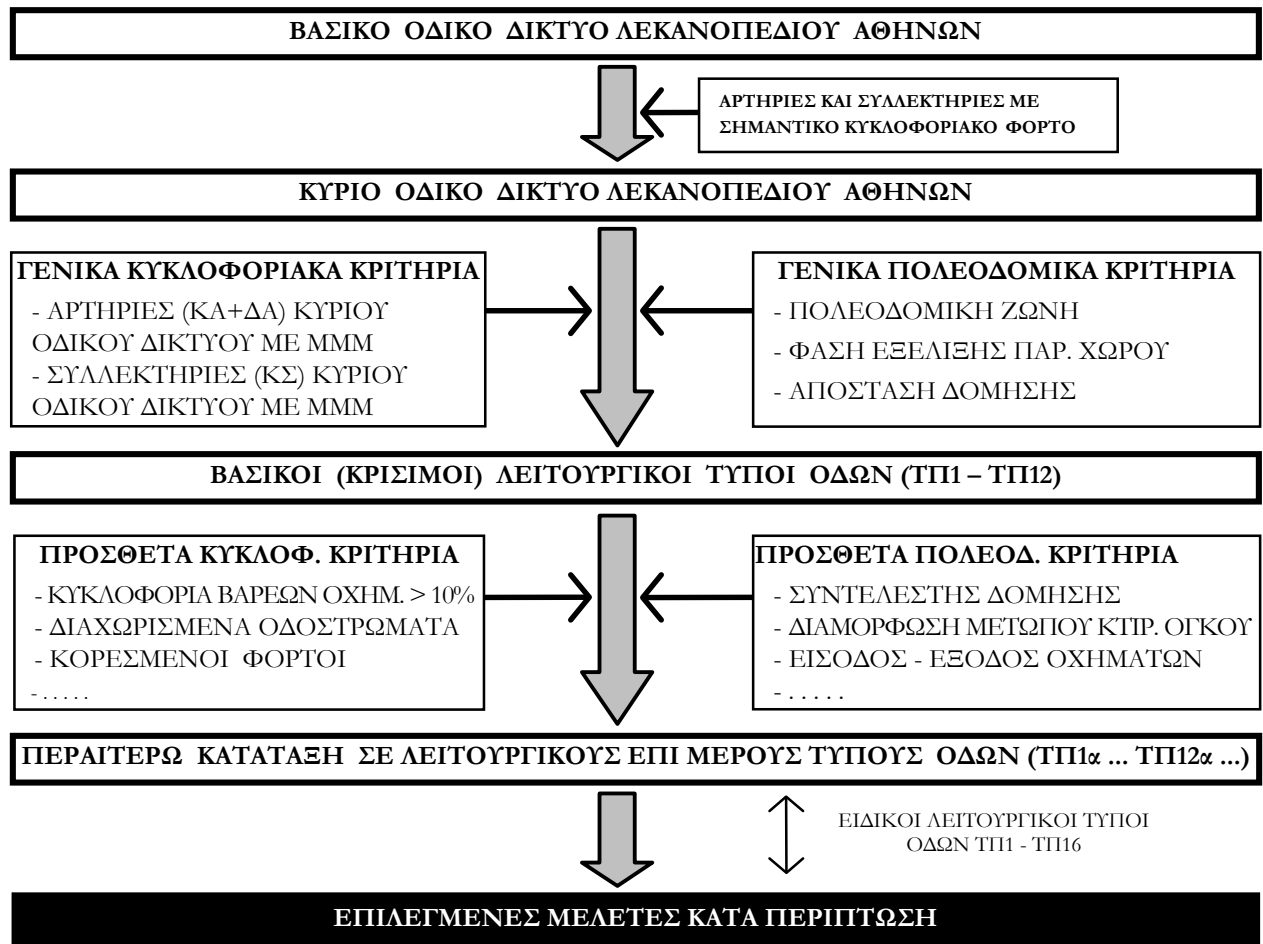 ΒΑΣΙΚΟ ΟΔΙΚΟ ΔΙΚΤΥΟ ΛΕΚΑΝΟΠΕΔΙΟΥ ΑΘΗΝΩΝ
ΑΡΤΗΡΙΕΣ ΚΑΙ ΣΥΛΛΕΚΤΗΡΙΕΣ ΜΕ
ΣΗΜΑΝΤΙΚΟ ΚΥΚΛΟΦΟΡΙΑΚΟ ΦΟΡΤΟ
ΚΥΡΙΟ ΟΔΙΚΟ ΔΙΚΤΥΟ ΛΕΚΑΝΟΠΕΔΙΟΥ ΑΘΗΝΩΝ
ΓΕΝΙΚΑ ΚΥΚΛΟΦΟΡΙΑΚΑ ΚΡΙΤΗΡΙΑ
- ΑΡΤΗΡΙΕΣ (ΚΑ+ΔΑ) ΚΥΡΙΟΥ
ΟΔΙΚΟΥ ΔΙΚΤΥΟΥ ΜΕ ΜΜΜ
- ΣΥΛΛΕΚΤΗΡΙΕΣ (ΚΣ) ΚΥΡΙΟΥ
ΟΔΙΚΟΥ ΔΙΚΤΥΟΥ ΜΕ ΜΜΜ
ΓΕΝΙΚΑ ΠΟΛΕΟΔΟΜΙΚΑ ΚΡΙΤΗΡΙΑ
- ΠΟΛΕΟΔΟΜΙΚΗ ΖΩΝΗ
- ΦΑΣΗ ΕΞΕΛΙΞΗΣ ΠΑΡ. ΧΩΡΟΥ
- ΑΠΟΣΤΑΣΗ ΔΟΜΗΣΗΣ
ΒΑΣΙΚΟΙ (ΚΡΙΣΙΜΟΙ) ΛΕΙΤΟΥΡΓΙΚΟΙ ΤΥΠΟΙ ΟΔΩΝ (ΤΠ1 – ΤΠ12)
ΠΡΟΣΘΕΤΑ ΚΥΚΛΟΦ. ΚΡΙΤΗΡΙΑ
- ΚΥΚΛΟΦΟΡΙΑ ΒΑΡΕΩΝ ΟΧΗΜ. > 10%
- ΔΙΑΧΩΡΙΣΜΕΝΑ ΟΔΟΣΤΡΩΜΑΤΑ
- ΚΟΡΕΣΜΕΝΟΙ ΦΟΡΤΟΙ
- . . . . .
ΠΡΟΣΘΕΤΑ ΠΟΛΕΟΔ. ΚΡΙΤΗΡΙΑ
- ΣΥΝΤΕΛΕΣΤΗΣ ΔΟΜΗΣΗΣ
- ΔΙΑΜΟΡΦΩΣΗ ΜΕΤΩΠΟΥ ΚΤΙΡ. ΟΓΚΟΥ
- ΕΙΣΟΔΟΣ - ΕΞΟΔΟΣ ΟΧΗΜΑΤΩΝ
- . . . . .
ΠΕΡΑΙΤΕΡΩ ΚΑΤΑΤΑΞΗ ΣΕ ΛΕΙΤΟΥΡΓΙΚΟΥΣ ΕΠΙ ΜΕΡΟΥΣ ΤΥΠΟΥΣ ΟΔΩΝ (ΤΠ1α ... ΤΠ12α ...)
ΕΙΔΙΚΟΙ ΛΕΙΤΟΥΡΓΙΚΟΙ ΤΥΠΟΙ
ΟΔΩΝ ΤΠ1 - ΤΠ16
ΕΠΙΛΕΓΜΕΝΕΣ ΜΕΛΕΤΕΣ ΚΑΤΑ ΠΕΡΙΠΤΩΣΗ